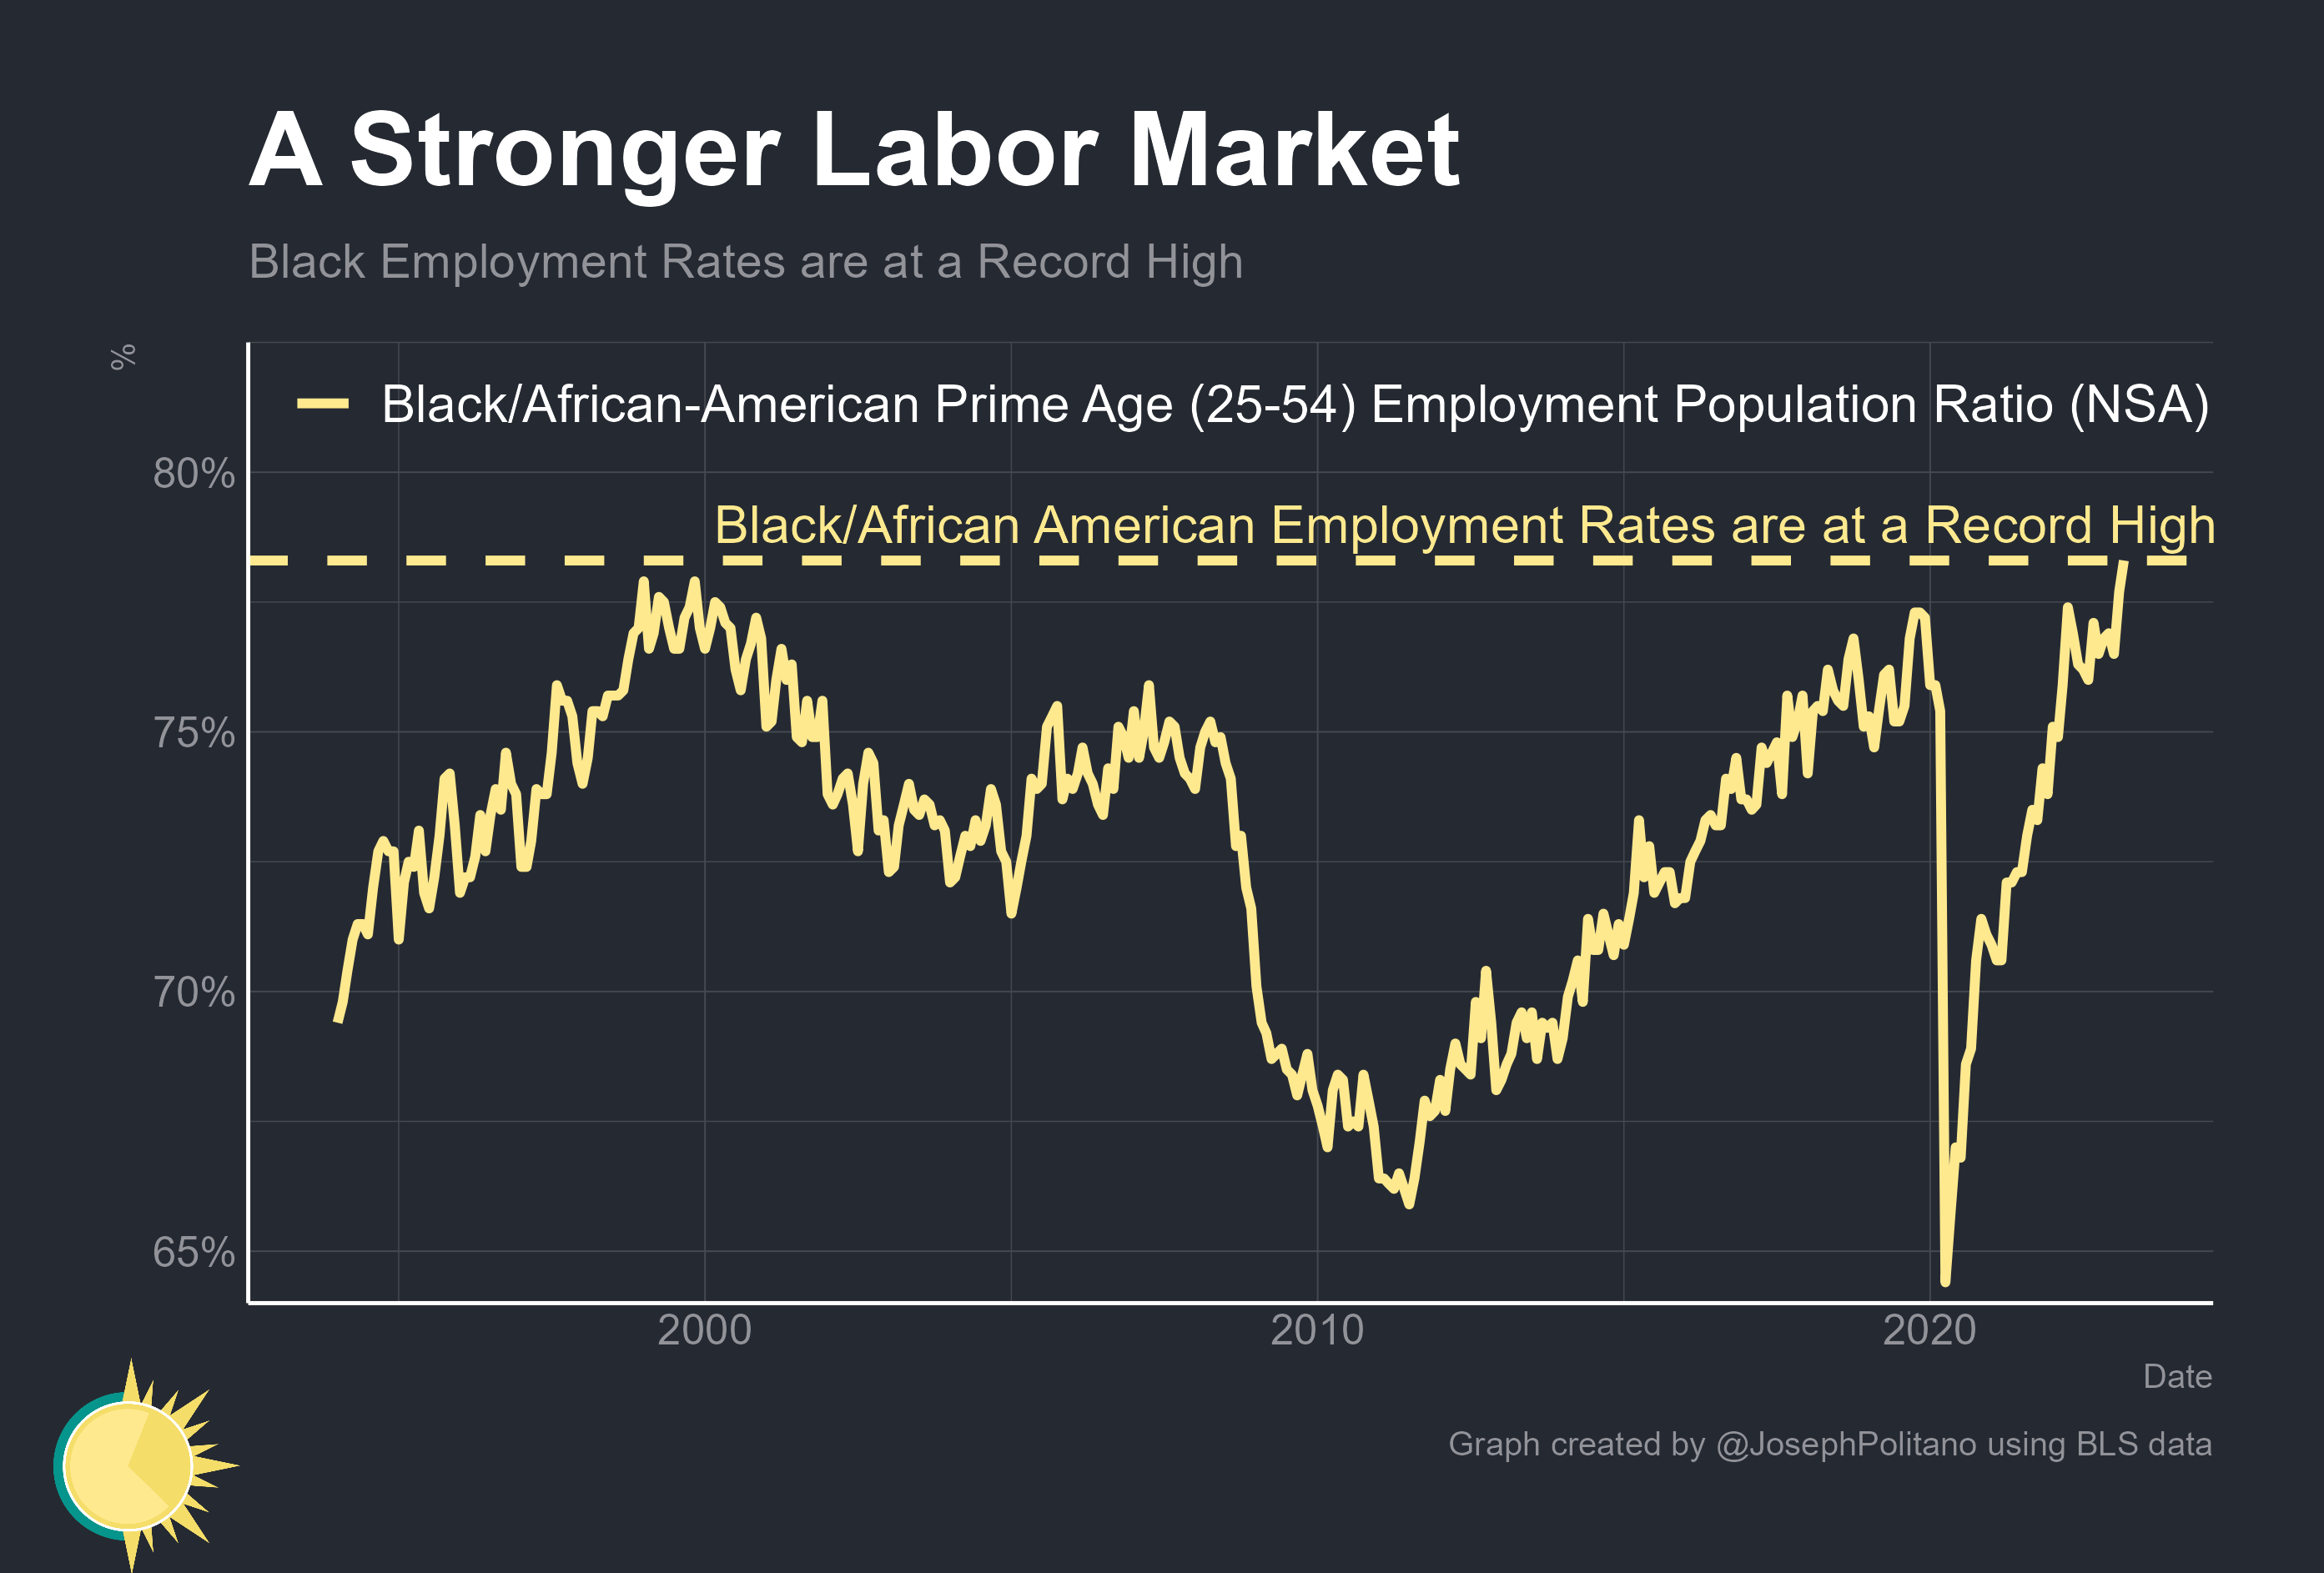 A Stronger Labor Market
Black Employment Rates are at a Record High
%
Black/African-American Prime Age (25-54) Employment Population Ratio (NSA)
80%
Black/African American Employment Rates are at a Record High
75%
70%
65%
2000 2010 2020
Date
Graph created by @JosephPolitano using BLS data